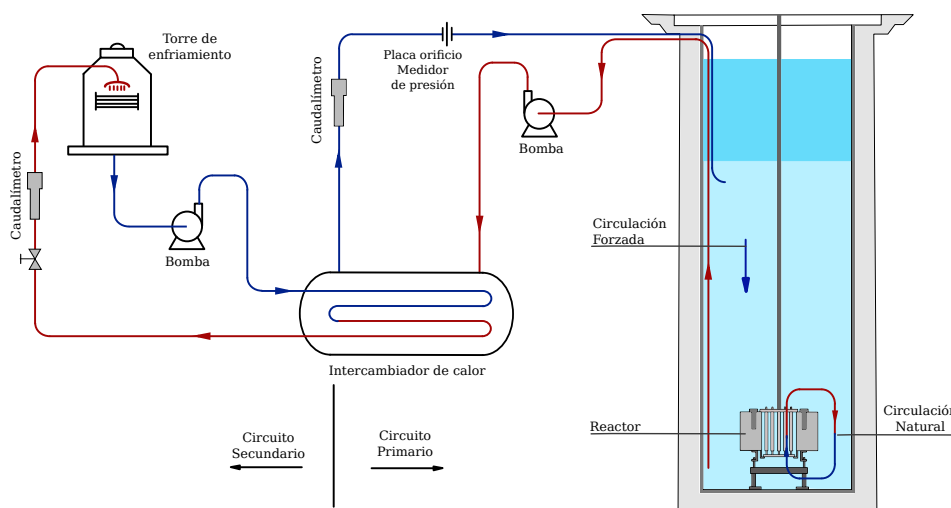 Torre de
enfriamiento
Caudalímetro
Bomba
Caudalímetro
Placa orificio
Medidor
de presión
Bomba
Intercambiador de calor
Circuito
Secundario
Circuito
Primario
Circulación
Forzada
Reactor
Circulación
Natural